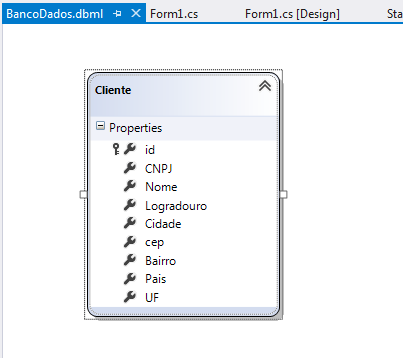 BancoDados.dbml Form1.cs Form1.cs [Design] Sta
Cliente
Properties
id
CNPJ
Nome
Logradouro
Cidade
cep
Bairro
Pais
UF